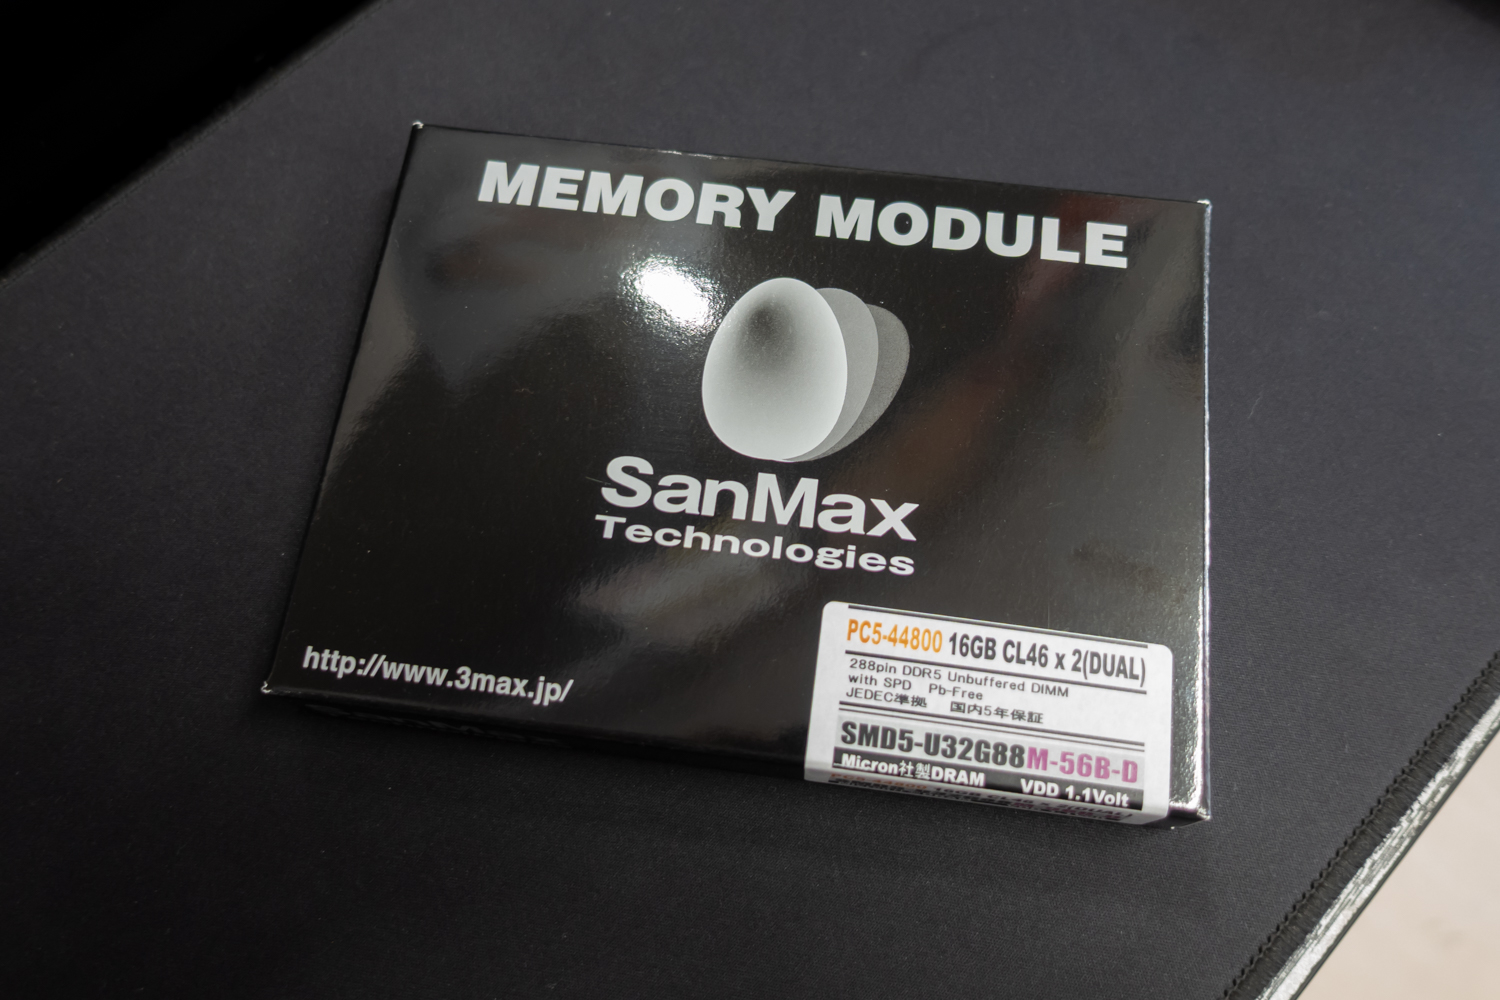 MEMORY MODULE
SanMax
Technologies
http://www.3max.jp/
PC5-44800 16GB CL46 x 2(DUAL)
288pin DDR5 Unbuffered DIMM
with SPD Pb-Free
JEDEC準拠 国内5年保証
SMD5-U32G88M-56B-D
Micron社製DRAM VDD 1.1Volt